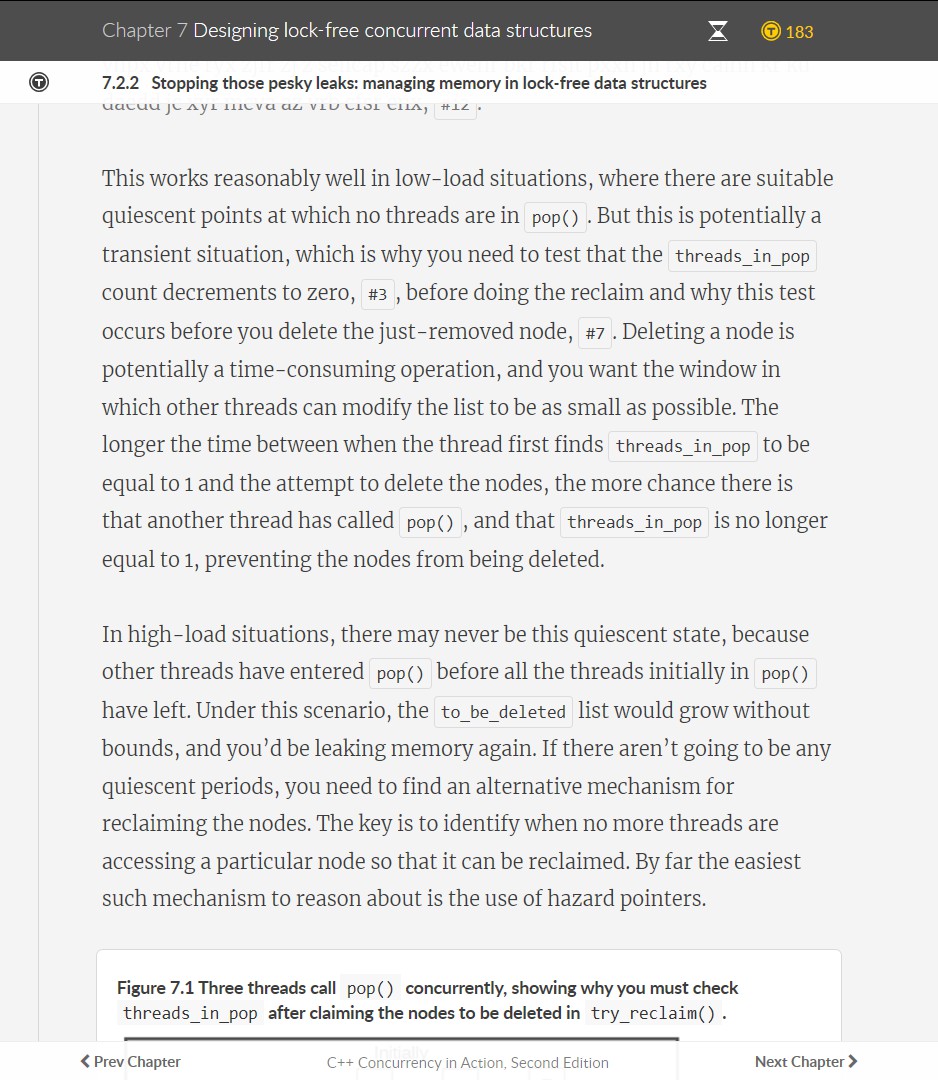 Chapter 7 Designing lock-free concurrent data structures
183
7.2.2 Stopping those pesky leaks: managing memory in lock-free data structures
#12 .
This works reasonably well in low-load situations, where there are suitable
quiescent points at which no threads are in pop() . But this is potentially a
transient situation, which is why you need to test that the threads_in_pop
count decrements to zero, #3 , before doing the reclaim and why this test
occurs before you delete the just-removed node, #7 . Deleting a node is
potentially a time-consuming operation, and you want the window in
which other threads can modify the list to be as small as possible. The
longer the time between when the thread first finds threads_in_pop to be
equal to 1 and the attempt to delete the nodes, the more chance there is
that another thread has called pop() , and that threads_in_pop is no longer
equal to 1, preventing the nodes from being deleted.
In high-load situations, there may never be this quiescent state, because
other threads have entered pop() before all the threads initially in pop()
have left. Under this scenario, the to_be_deleted list would grow without
bounds, and you’d be leaking memory again. If there aren’t going to be any
quiescent periods, you need to find an alternative mechanism for
reclaiming the nodes. The key is to identify when no more threads are
accessing a particular node so that it can be reclaimed. By far the easiest
such mechanism to reason about is the use of hazard pointers.
Figure 7.1 Three threads call pop() concurrently, showing why you must check
threads_in_pop after claiming the nodes to be deleted in try_reclaim() .
Initially
Prev Chapter
C++ Concurrency in Action, Second Edition
Next Chapter